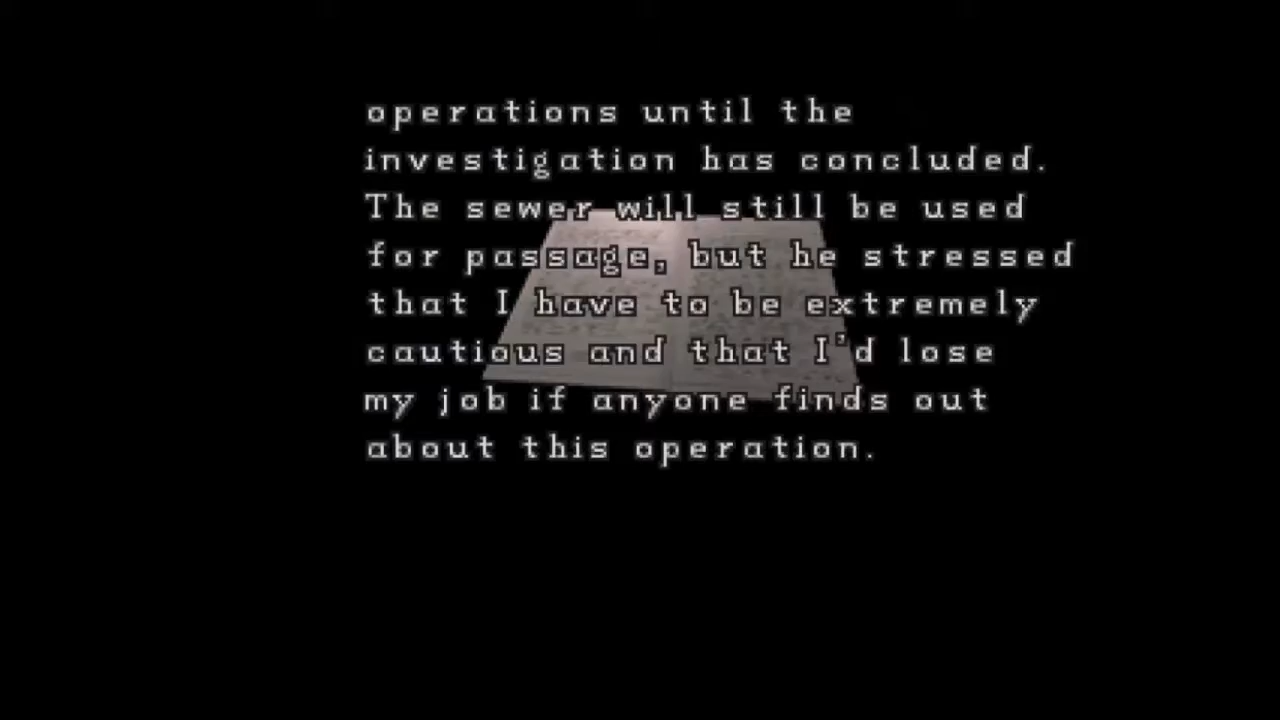 operations until the
investigation has concluded.
The sewer will still be used
for passage, but he stressed
that I have to be extremely
cautious and that I'd lose
my job if anyone finds out
about this operation.